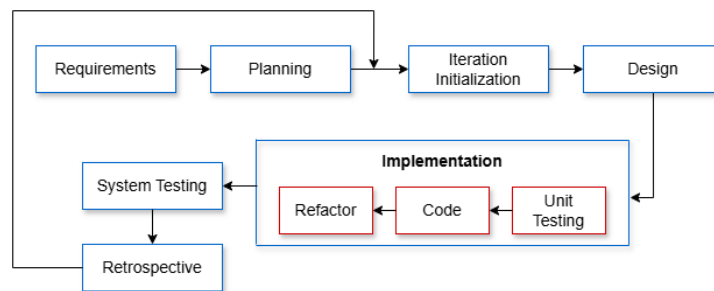 Requirements
Planning
Iteration
Initialization
Design
Implementation
System Testing
Refactor
Code
Unit
Testing
Retrospective